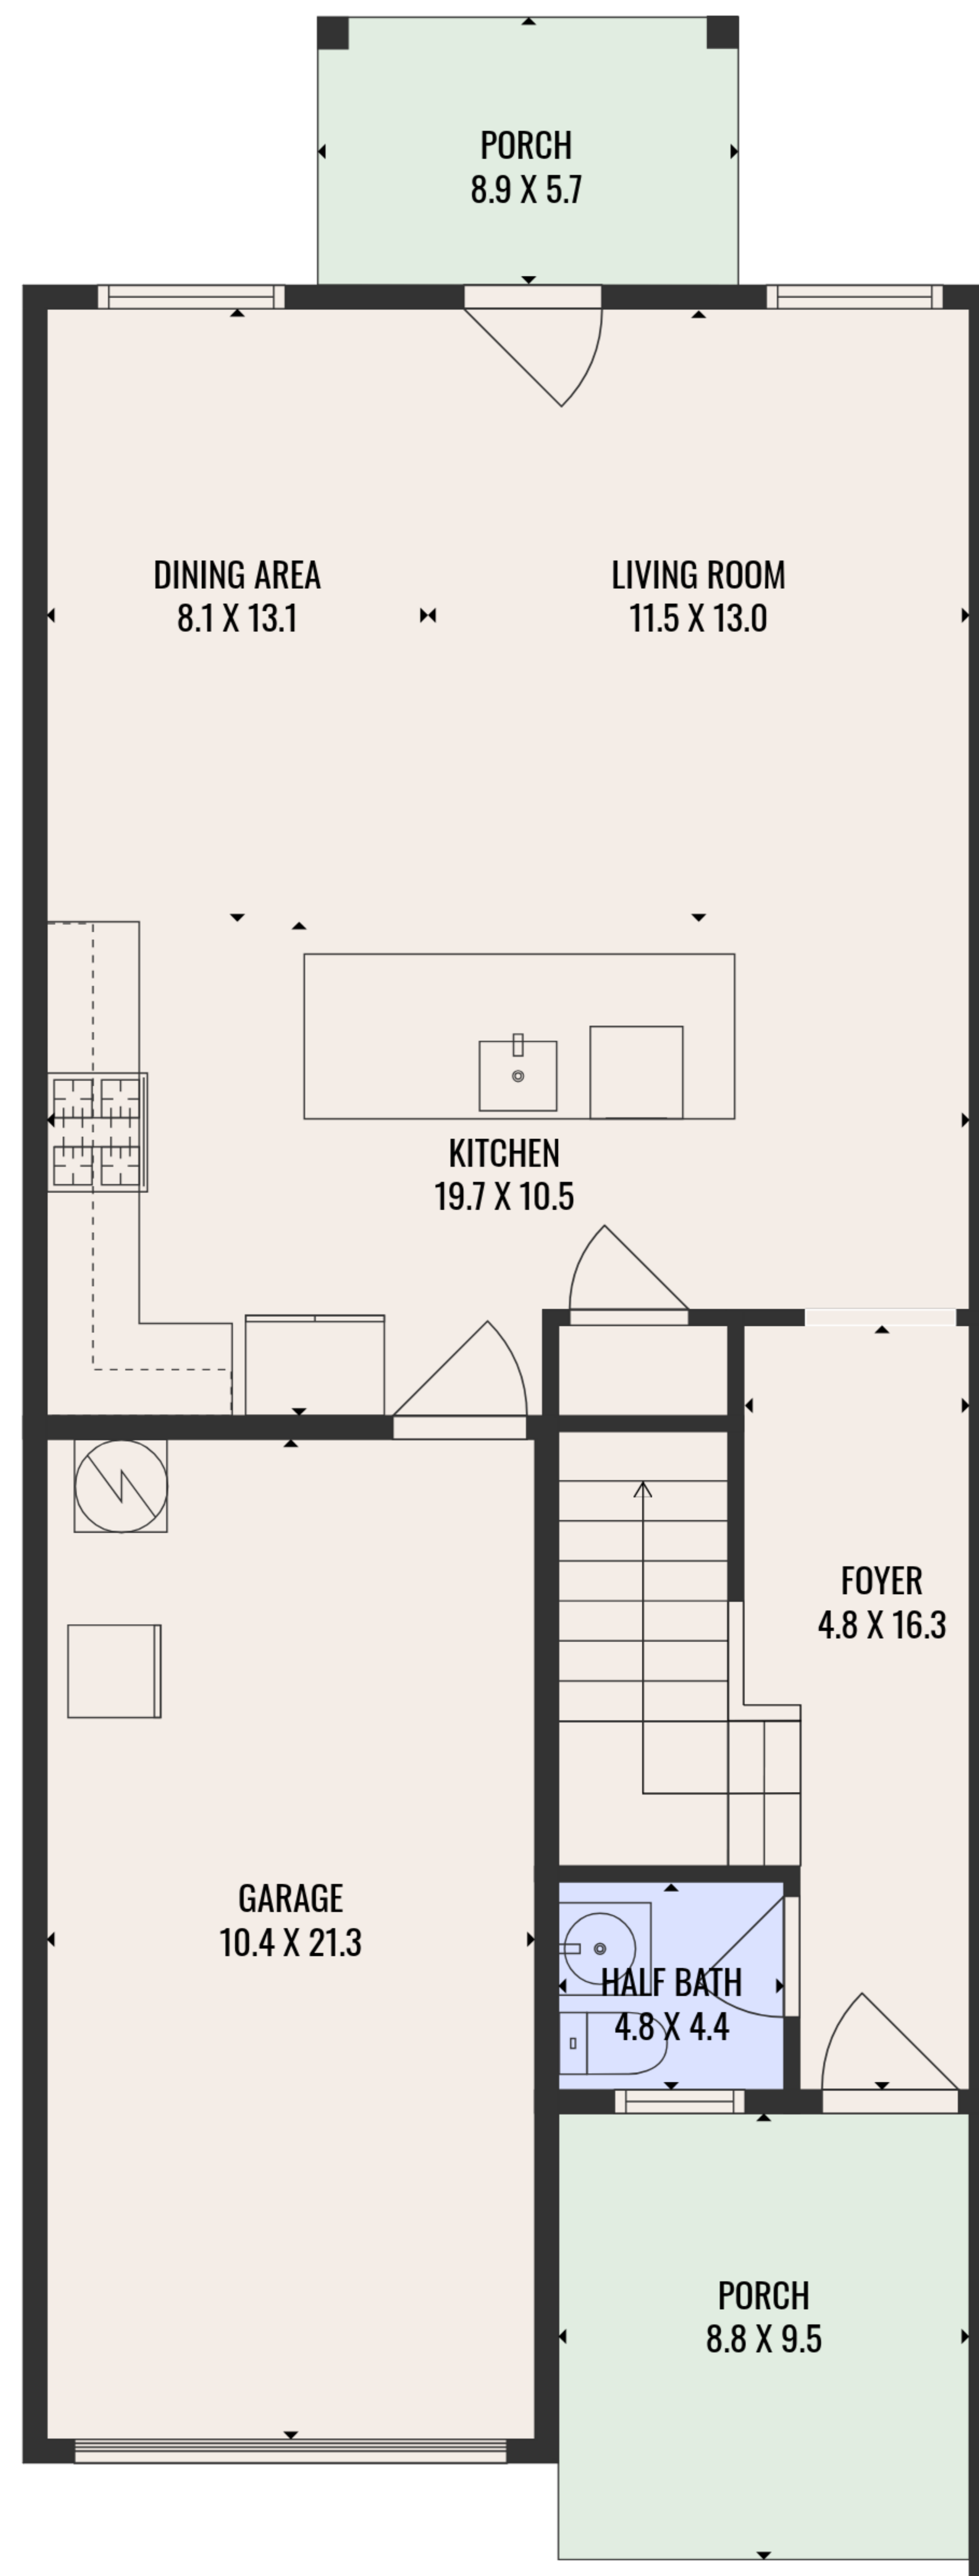 PORCH
8.9 X 5.7
DINING AREA
8.1 X 13.1
LIVING ROOM
11.5 X 13.0
KITCHEN
19.7 X 10.5
FOYER
4.8 X 16.3
GARAGE
10.4 X 21.3
HALF BATH
4.8 X 4.4
PORCH
8.8 X 9.5